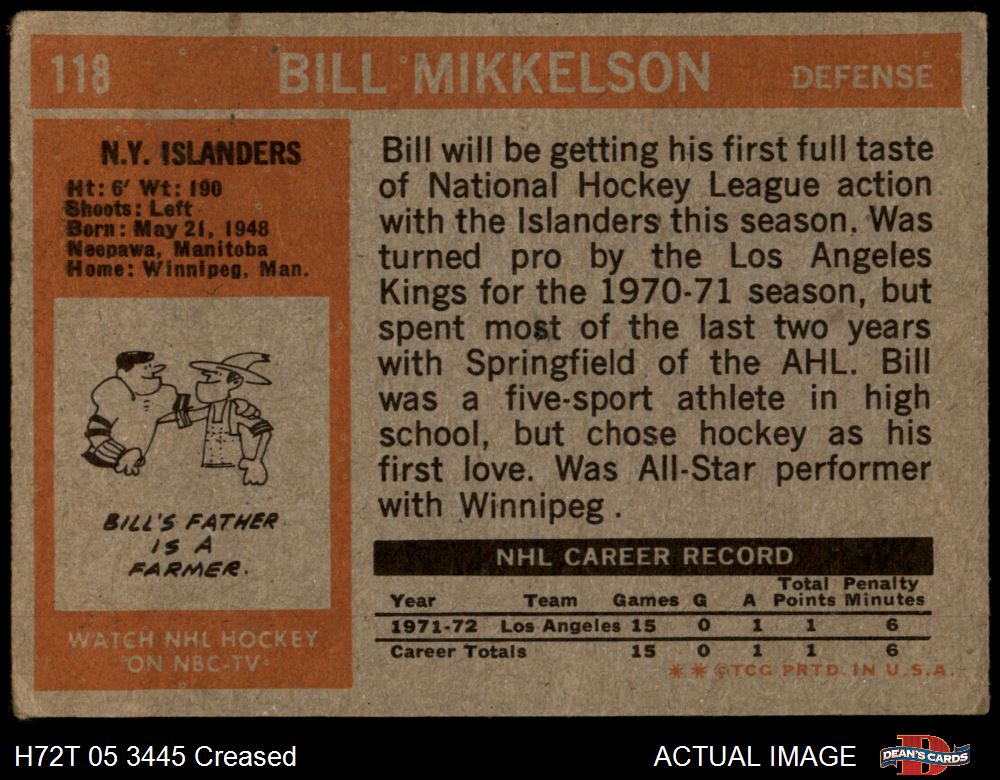 118 BILL MIKKELSON DEFENSE
N.Y. ISLANDERS
Ht: 6' Wt: 190
Shoots: Left
Born: May 21, 1948
Neepawa, Manitoba
Home: Winnipeg, Man.
BILL'S FATHER
IS A
FARMER.
WATCH NHL HOCKEY
ON NBC-TV
Bill will be getting his first full taste
of National Hockey League action
with the Islanders this season. Was
turned pro by the Los Angeles
Kings for the 1970-71 season, but
spent most of the last two years
with Springfield of the AHL. Bill
was a five-sport athlete in high
school, but chose hockey as his
first love. Was All-Star performer
with Winnipeg .
NHL CAREER RECORD
Total Penalty
Year Team Games G A Points Minutes
1971-72 Los Angeles 15 0 1 1 6
Career Totals 15 0 1 1 6
** ©TCG PRTD. IN U.S.A.
H72T 05 3445 Creased ACTUAL IMAGE DEAN'S CARDS